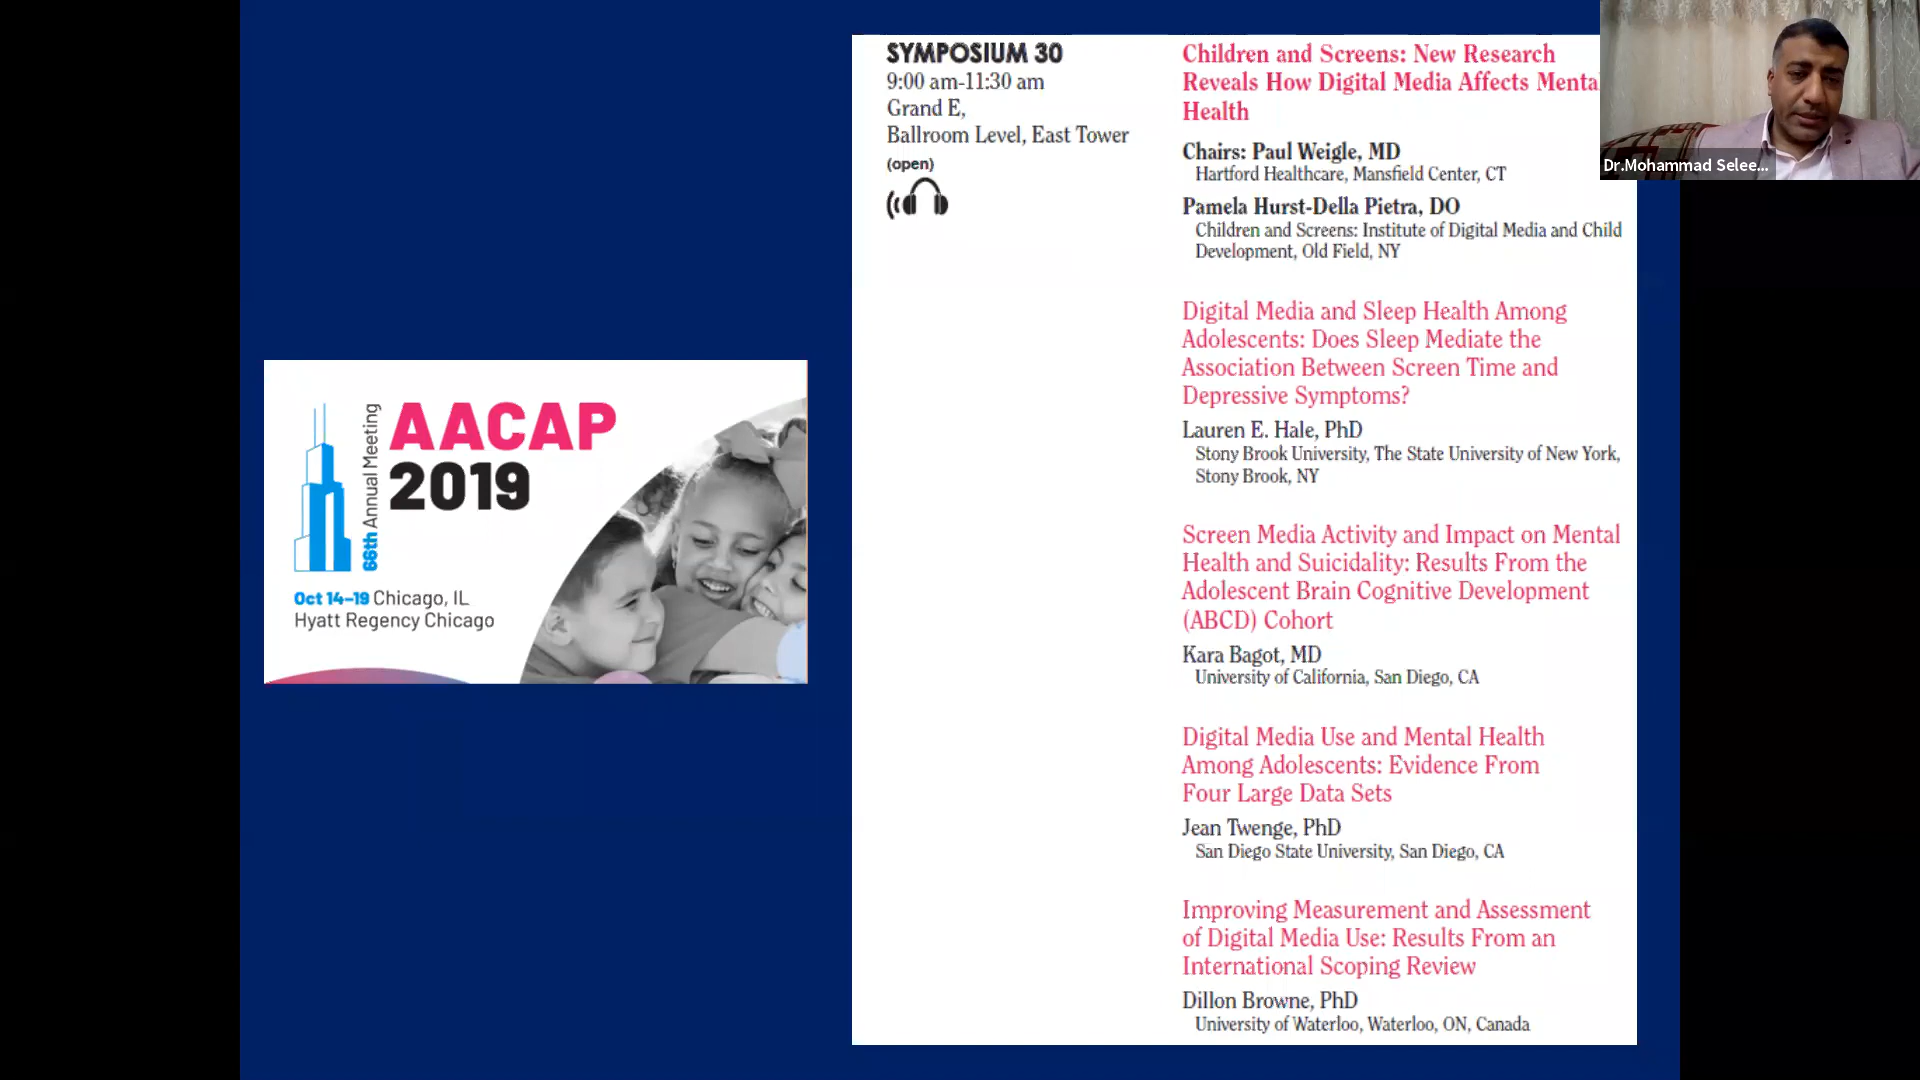 SYMPOSIUM 30
9:00 am-11:30 am
Grand E,
Ballroom Level, East Tower
(open)
Children and Screens: New Research
Reveals How Digital Media Affects Menta
Health
Chairs: Paul Weigle, MD
Hartford Healthcare, Mansfield Center, CT
Pamela Hurst-Della Pietra, DO
Children and Screens: Institute of Digital Media and Child
Development, Old Field, NY
Digital Media and Sleep Health Among
Adolescents: Does Sleep Mediate the
Association Between Screen Time and
Depressive Symptoms?
Lauren E. Hale, PhD
Stony Brook University, The State University of New York,
Stony Brook, NY
Screen Media Activity and Impact on Mental
Health and Suicidality: Results From the
Adolescent Brain Cognitive Development
(ABCD) Cohort
Kara Bagot, MD
University of California, San Diego, CA
Digital Media Use and Mental Health
Among Adolescents: Evidence From
Four Large Data Sets
Jean Twenge, PhD
San Diego State University, San Diego, CA
Improving Measurement and Assessment
of Digital Media Use: Results From an
International Scoping Review
Dillon Browne, PhD
University of Waterloo, Waterloo, ON, Canada
66th Annual Meeting
AACAP
2019
Oct 14–19 Chicago, IL
Hyatt Regency Chicago
Dr.Mohammad Selee...